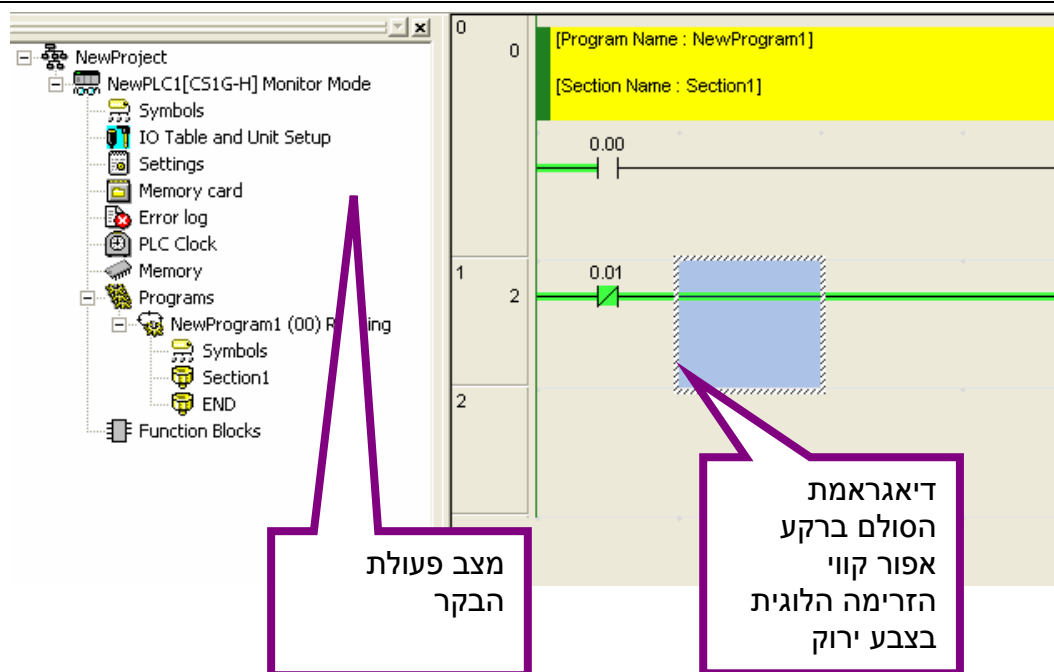 NewProject
NewPLC1[CS1G-H] Monitor Mode
Symbols
IO Table and Unit Setup
Settings
Memory card
Error log
PLC Clock
Memory
Programs
NewProgram1 (00) R ing
Symbols
Section1
END
Function Blocks
0
0
[Program Name : NewProgram1]
[Section Name : Section1]
0.00
1
2
0.01
2
מצב פעולת
הבקר
דיאגראמת
הסולם ברקע
אפור קווי
הזרימה הלוגית
בצבע ירוק